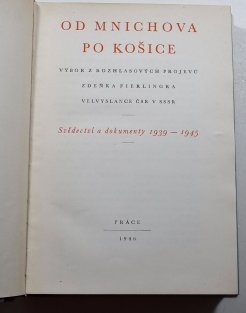 OD MNICHOVA
PO KOŠICE
VÝBOR Z ROZHLASOVÝCH PROJEVŮ
ZDEŇKA FIERLINGRA
VELVYSLANCE ČSR V SSSR
Svědectví a dokumenty 1939 — 1945
PRÁCE
1946